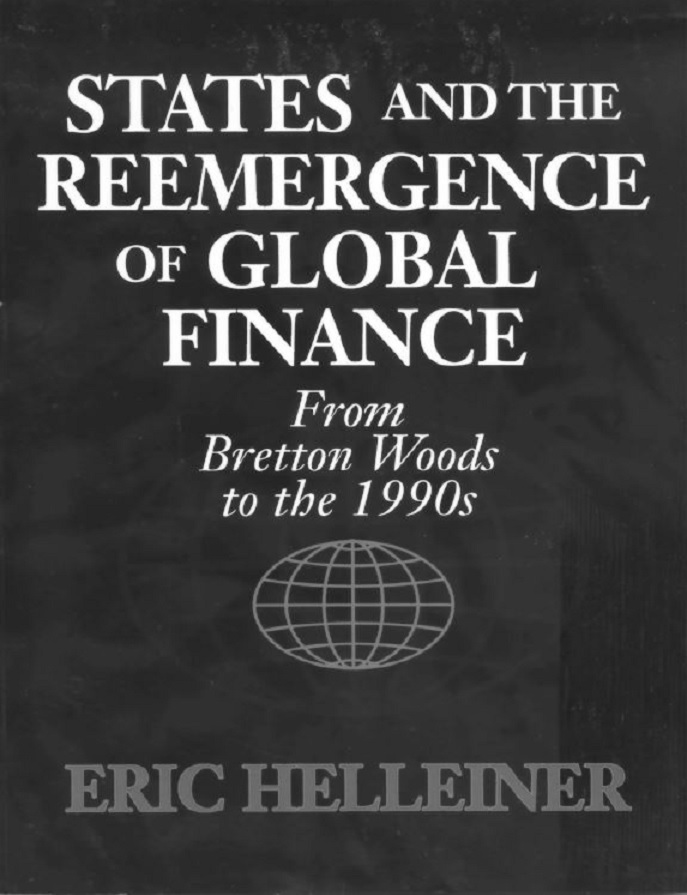 STATES AND THE
REEMERGENCE
OF GLOBAL
FINANCE
From
Bretton Woods
to the 1990s
ERIC HELLEINER